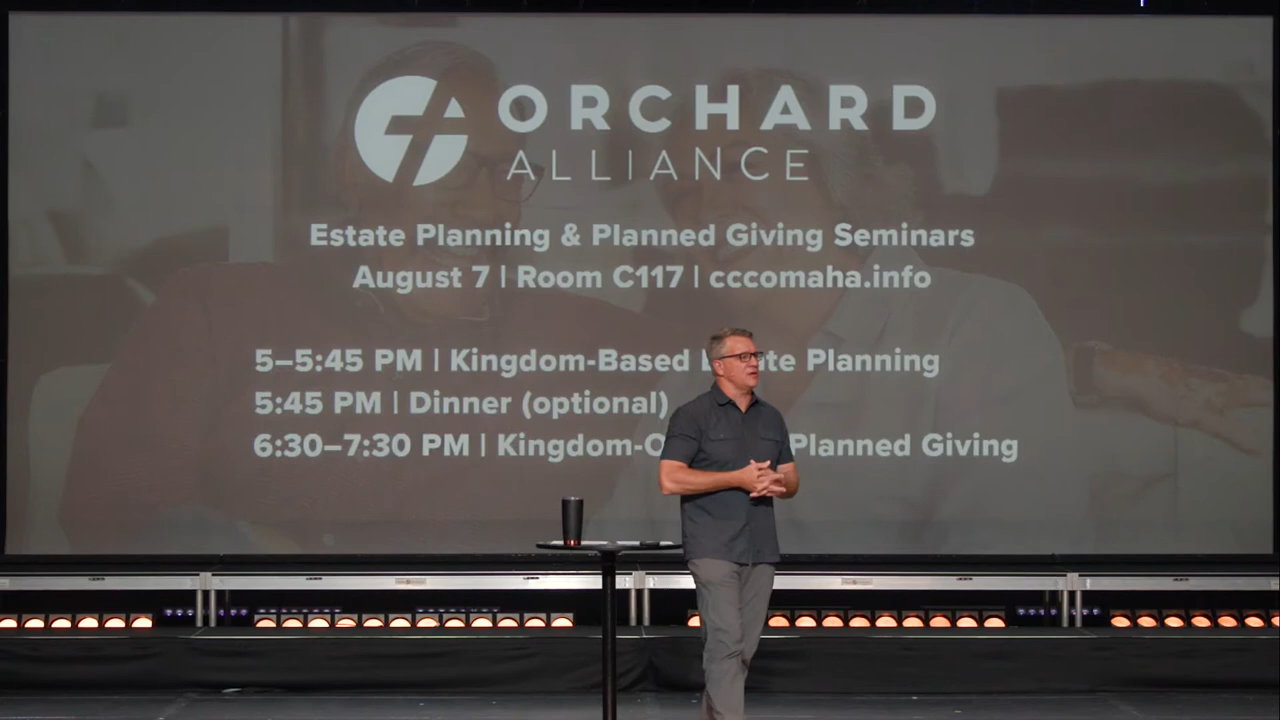 ORCHARD
ALLIANCE
Estate Planning & Planned Giving Seminars
August 7 | Room C117 | cccomaha.info
5–5:45 PM | Kingdom-Based Planning
5:45 PM | Dinner (optional)
6:30–7:30 PM | Planned Giving